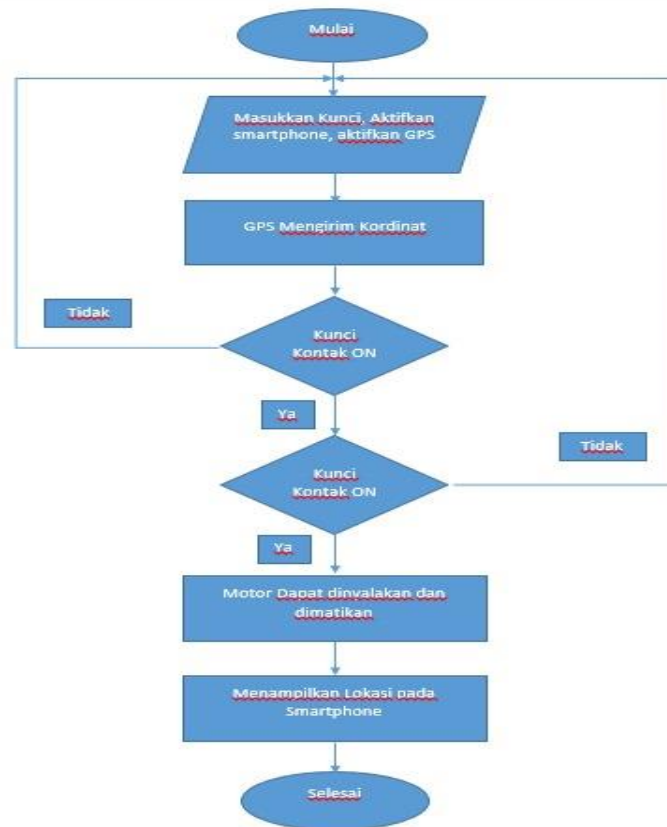 Mulai
Masukkan Kunci, Aktifkan
smartphone, aktifkan GPS
GPS Mengirim Kordinat
Tidak
Kunci
Kontak ON
Ya
Kunci
Kontak ON
Tidak
Ya
Motor Dapat dinyalakan dan
dimatikan
Menampilkan Lokasi pada
Smartphone
Selesai